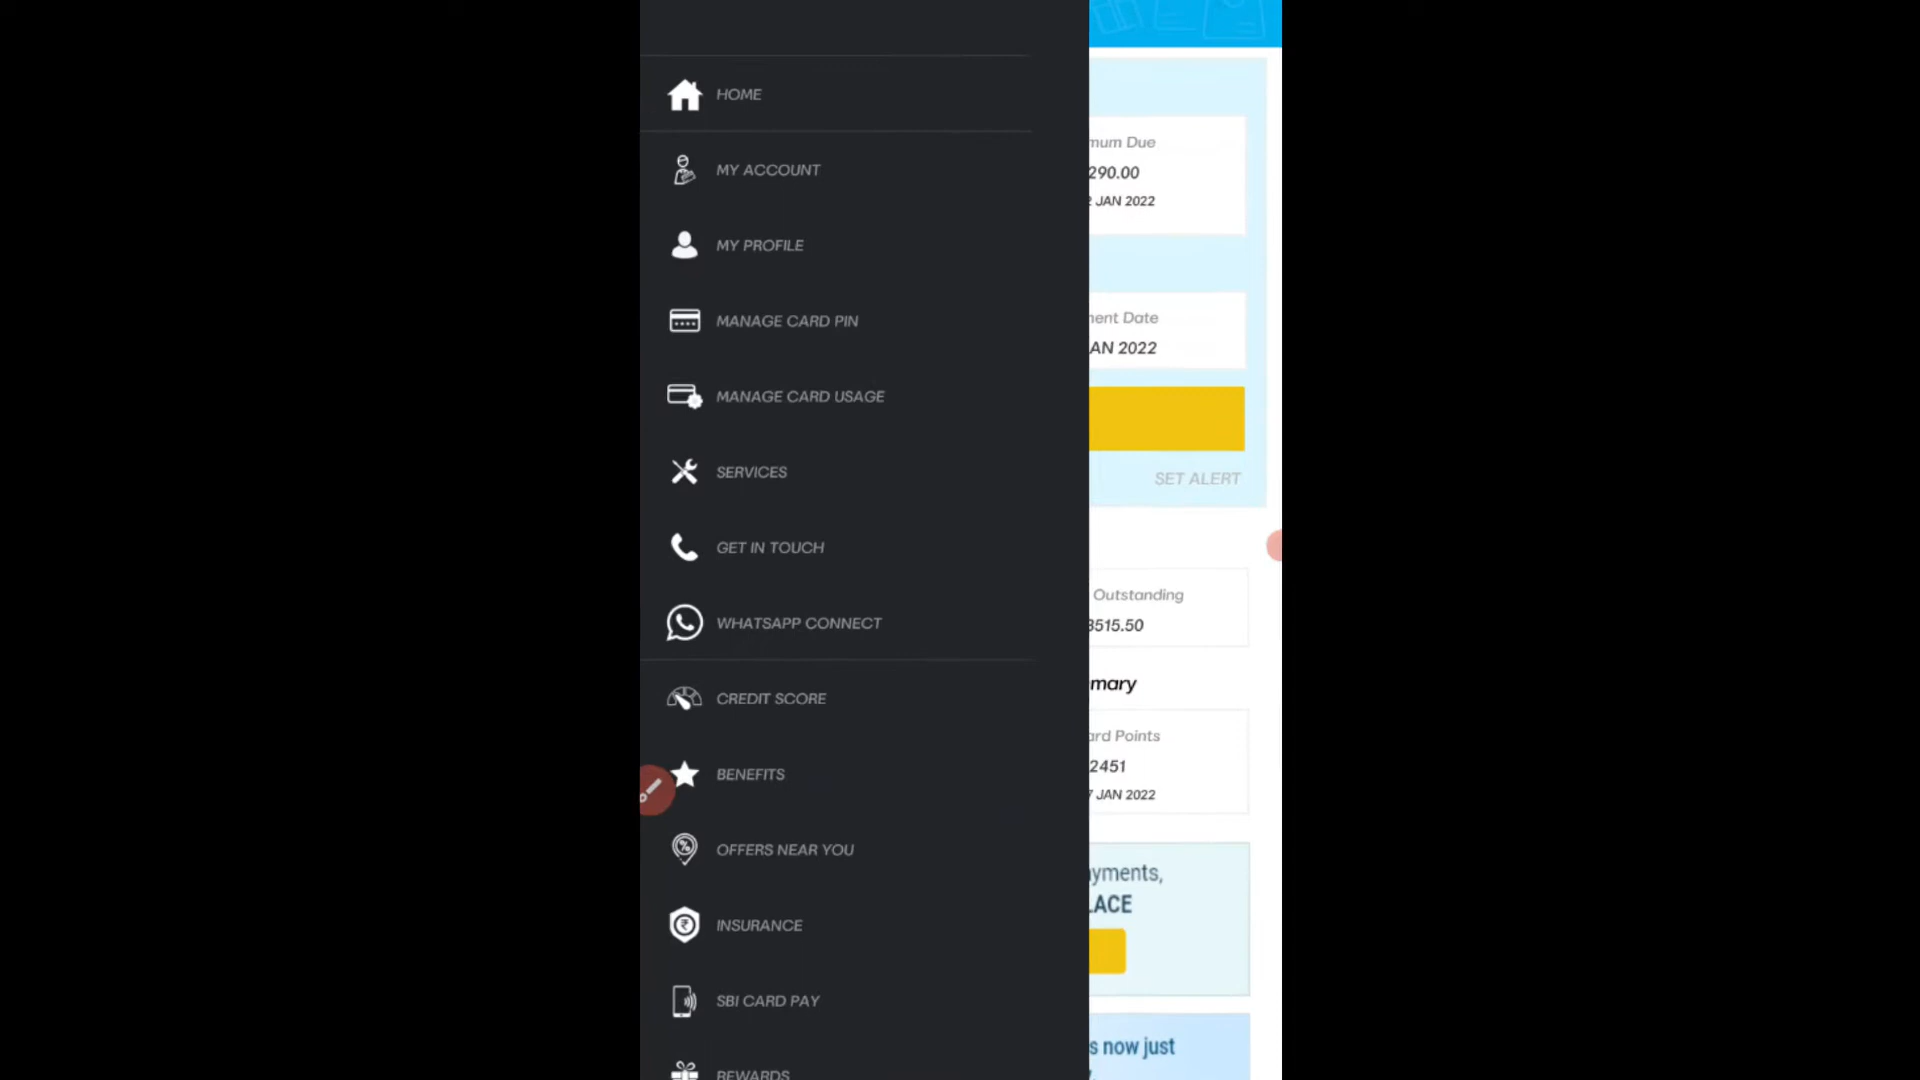 HOME
MY ACCOUNT
MY PROFILE
MANAGE CARD PIN
MANAGE CARD USAGE
SERVICES
GET IN TOUCH
WHATSAPP CONNECT
CREDIT SCORE
BENEFITS
OFFERS NEAR YOU
INSURANCE
SBI CARD PAY
REWARDS
mum Due
290.00
JAN 2022
ent Date
AN 2022
SET ALERT
Outstanding
3515.50
mary
ard Points
2451
JAN 2022
yments,
LACE
s now just